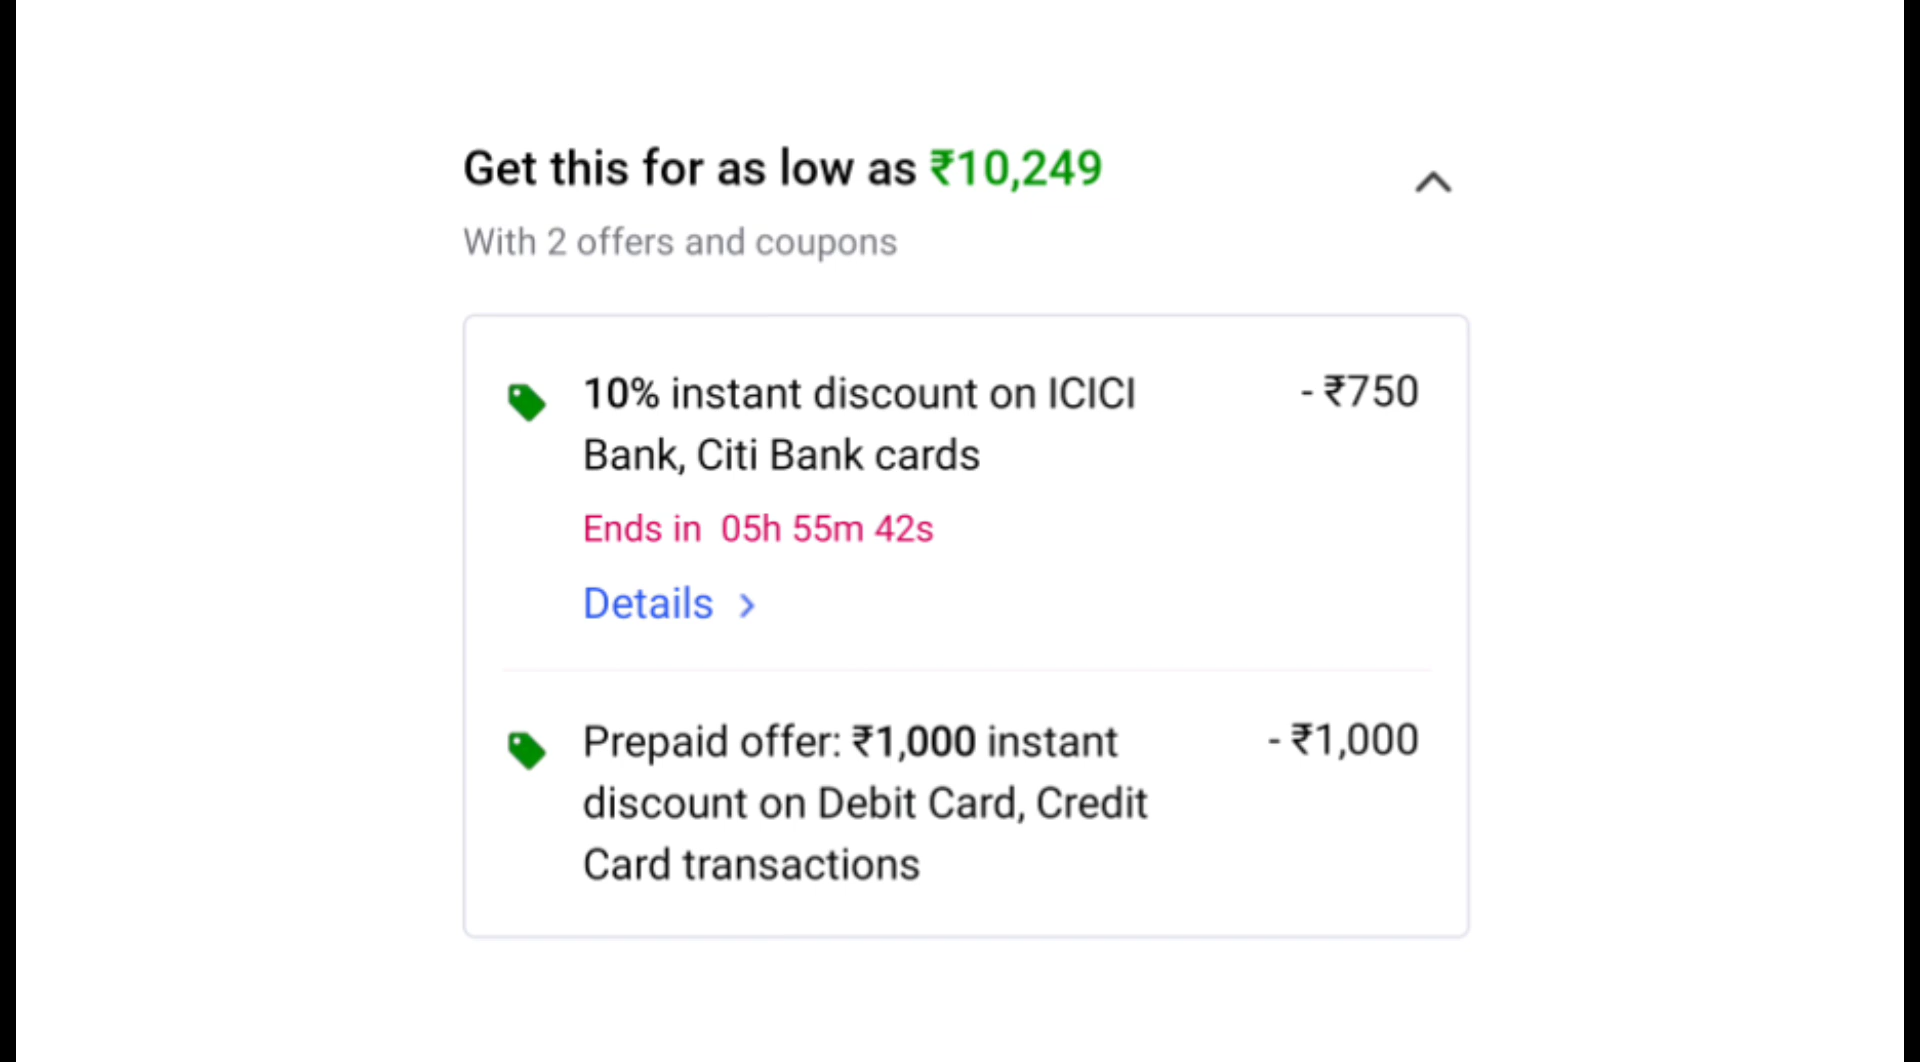 Get this for as low as ₹10,249
With 2 offers and coupons
10% instant discount on ICICI
Bank, Citi Bank cards
- ₹750
Ends in 05h 55m 42s
Details >
Prepaid offer: ₹1,000 instant
discount on Debit Card, Credit
Card transactions
- ₹1,000